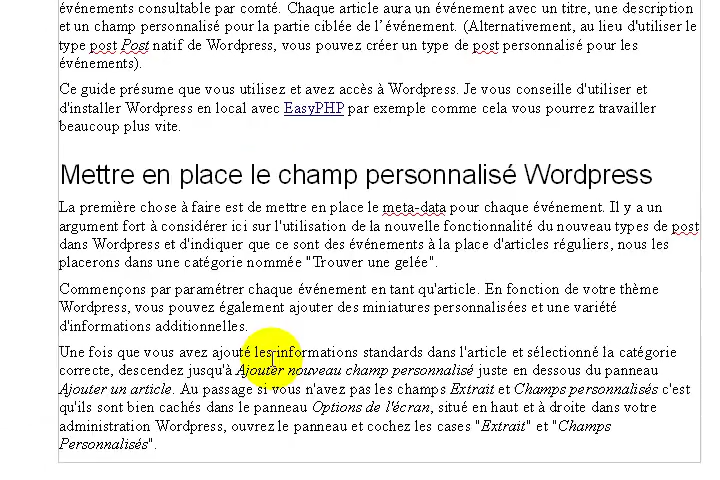 événements consultable par comté. Chaque article aura un événement avec un titre, une description
et un champ personnalisé pour la partie ciblée de l'événement. (Alternativement, au lieu d'utiliser le
type post Post natif de Wordpress, vous pouvez créer un type de post personnalisé pour les
événements).
Ce guide présume que vous utilisez et avez accès à Wordpress. Je vous conseille d'utiliser et
d'installer Wordpress en local avec EasyPHP par exemple comme cela vous pourrez travailler
beaucoup plus vite.
Mettre en place le champ personnalisé Wordpress
La première chose à faire est de mettre en place le meta-data pour chaque événement. Il y a un
argument fort à considérer ici sur l'utilisation de la nouvelle fonctionnalité du nouveau types de post
dans Wordpress et d'indiquer que ce sont des événements à la place d'articles réguliers, nous les
placerons dans une catégorie nommée "Trouver une gelée".
Commençons par paramétrer chaque événement en tant qu'article. En fonction de votre thème
Wordpress, vous pouvez également ajouter des miniatures personnalisées et une variété
d'informations additionnelles.
Une fois que vous avez ajouté les informations standards dans l'article et sélectionné la catégorie
correcte, descendez jusqu'à Ajouter nouveau champ personnalisé juste en dessous du panneau
Ajouter un article. Au passage si vous n'avez pas les champs Extrait et Champs personnalisés c'est
qu'ils sont bien cachés dans le panneau Options de l'écran, situé en haut et à droite dans votre
administration Wordpress, ouvrez le panneau et cochez les cases "Extrait" et "Champs
Personnalisés".